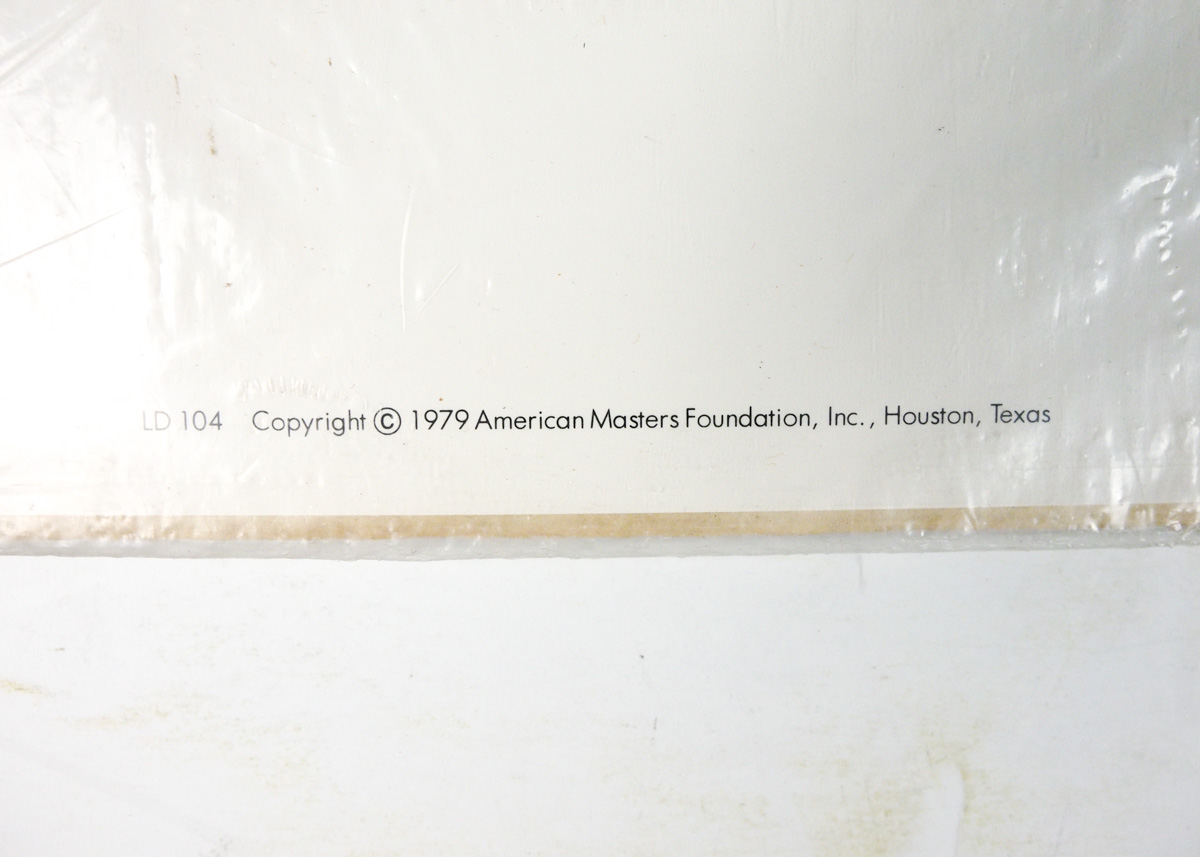 LD 104 Copyright © 1979 American Masters Foundation, Inc., Houston, Texas